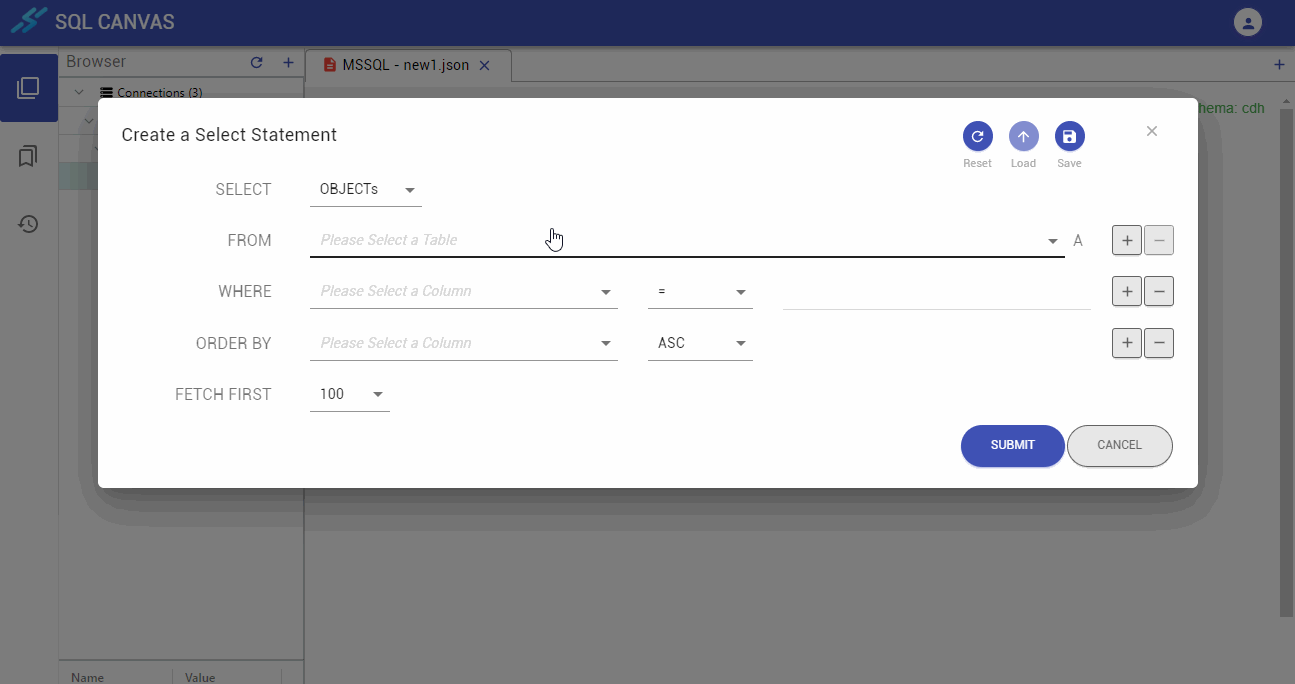 SQL CANVAS
Browser
MSSQL - new1.json
Connections (3)
hema: cdh
Create a Select Statement
Reset Load Save
SELECT OBJECTs
FROM Please Select a Table A
WHERE Please Select a Column =
ORDER BY Please Select a Column ASC
FETCH FIRST 100
SUBMIT CANCEL
Name Value